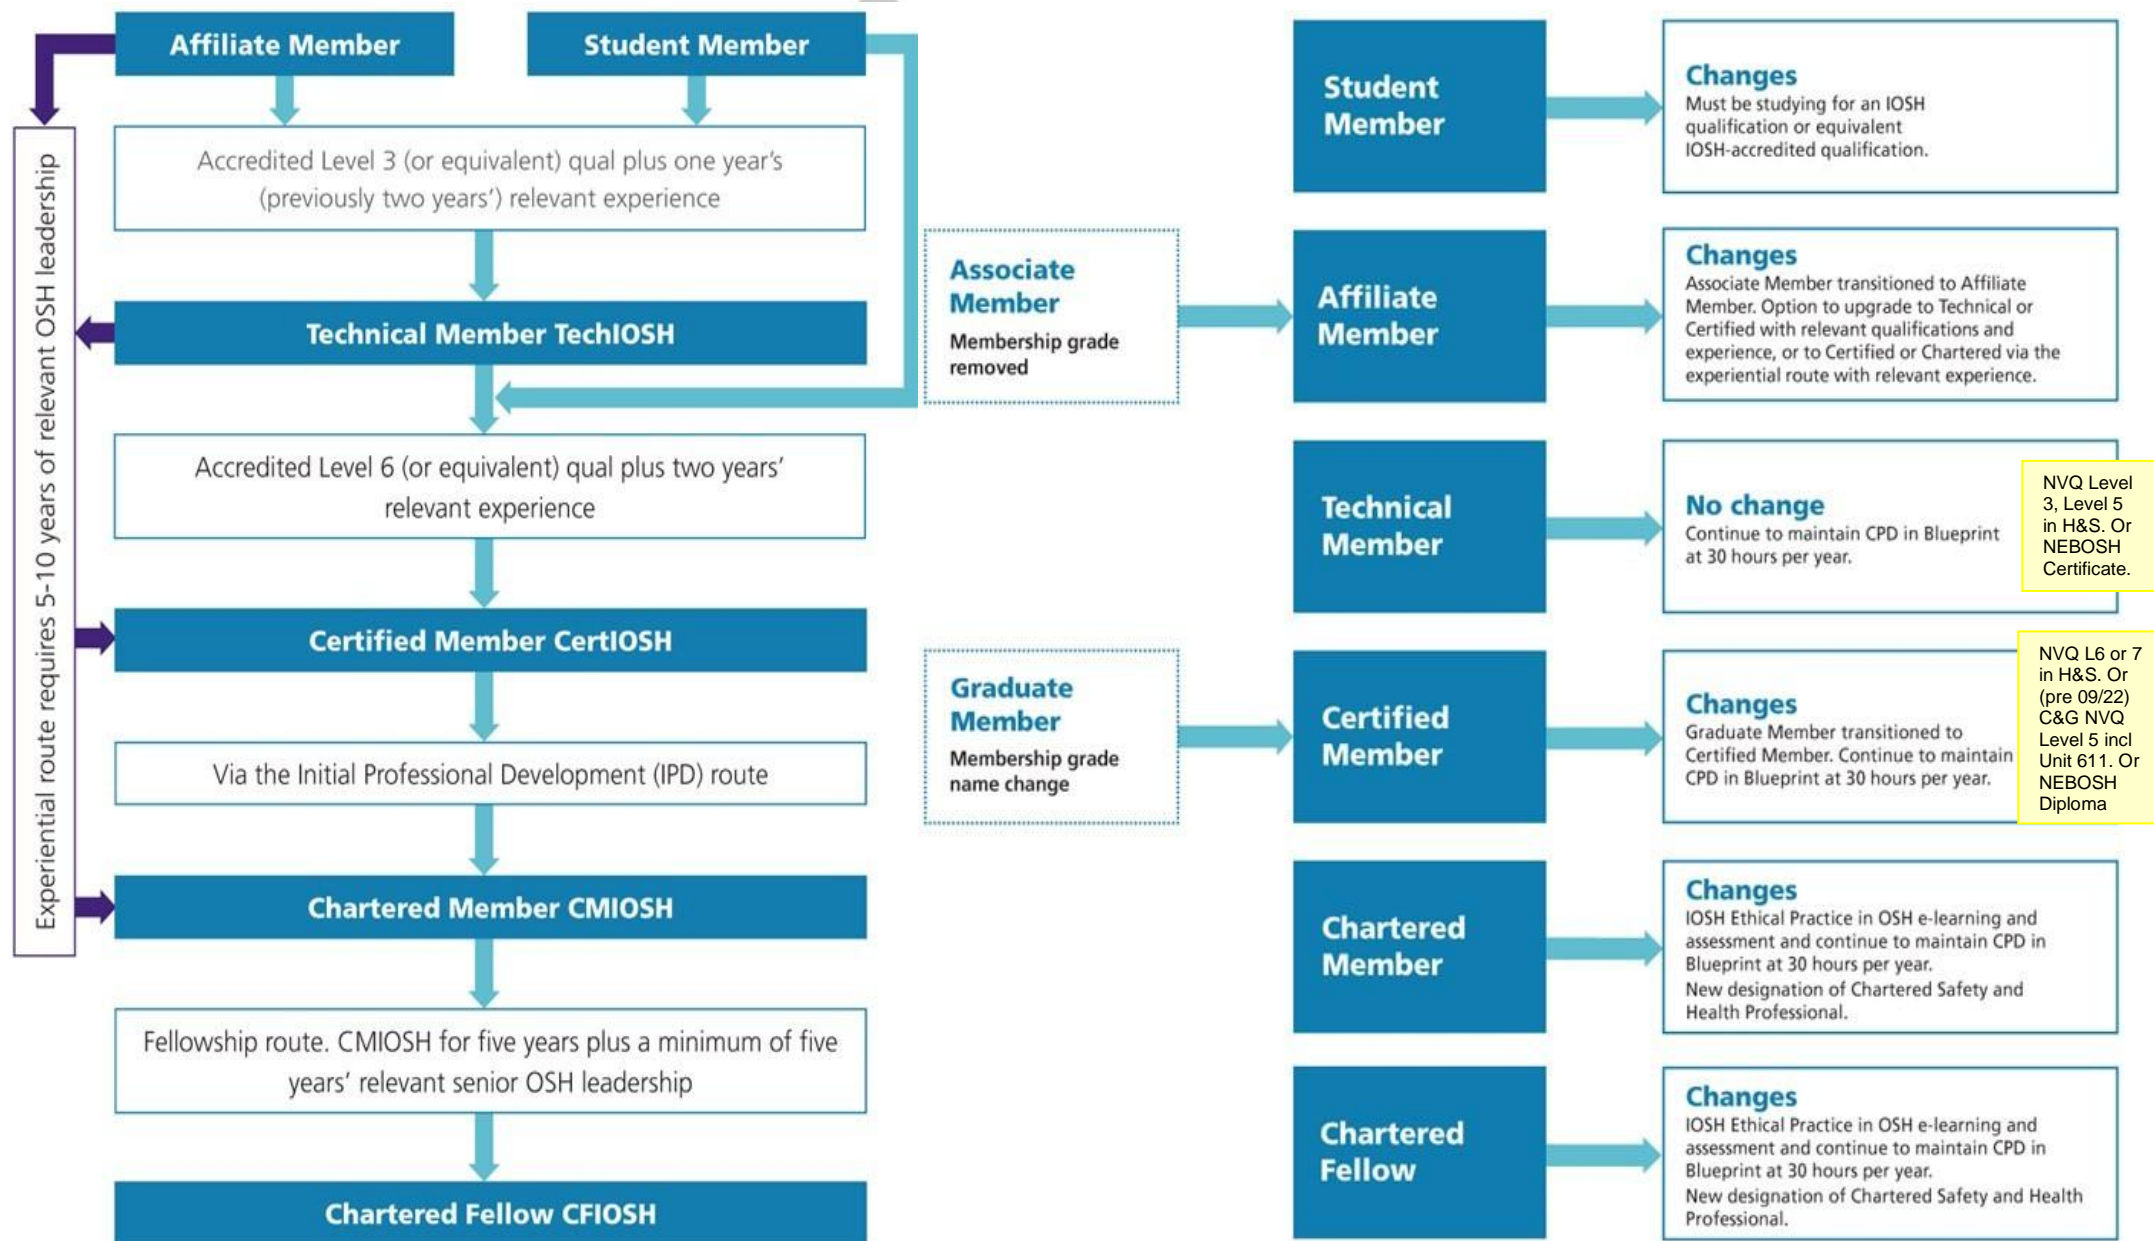 Affiliate Member
Student Member
Experiential route requires 5-10 years of relevant OSH leadership
Accredited Level 3 (or equivalent) qual plus one year’s
(previously two years’) relevant experience
Technical Member TechIOSH
Accredited Level 6 (or equivalent) qual plus two years’
relevant experience
Certified Member CertIOSH
Via the Initial Professional Development (IPD) route
Chartered Member CMIOSH
Fellowship route. CMIOSH for five years plus a minimum of five
years’ relevant senior OSH leadership
Chartered Fellow CFIOSH
Student
Member
Changes
Must be studying for an IOSH
qualification or equivalent
IOSH-accredited qualification.
Associate
Member
Membership grade
removed
Affiliate
Member
Changes
Associate Member transitioned to Affiliate
Member. Option to upgrade to Technical or
Certified with relevant qualifications and
experience, or to Certified or Chartered via the
experiential route with relevant experience.
Technical
Member
No change
Continue to maintain CPD in Blueprint
at 30 hours per year.
NVQ Level
3, Level 5
in H&S. Or
NEBOSH
Certificate.
Graduate
Member
Membership grade
name change
Certified
Member
Changes
Graduate Member transitioned to
Certified Member. Continue to maintain
CPD in Blueprint at 30 hours per year.
NVQ L6 or 7
in H&S. Or
(pre 09/22)
C&G NVQ
Level 5 incl
Unit 611. Or
NEBOSH
Diploma
Chartered
Member
Changes
IOSH Ethical Practice in OSH e-learning and
assessment and continue to maintain CPD in
Blueprint at 30 hours per year.
New designation of Chartered Safety and
Health Professional.
Chartered
Fellow
Changes
IOSH Ethical Practice in OSH e-learning and
assessment and continue to maintain CPD in
Blueprint at 30 hours per year.
New designation of Chartered Safety and Health
Professional.